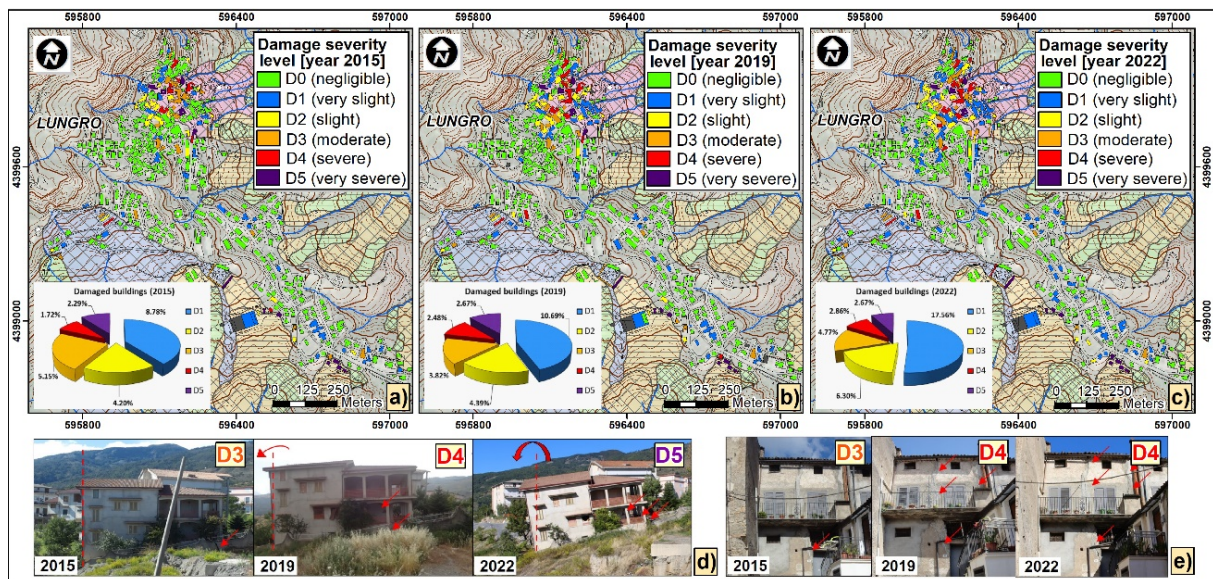 595800 596400 597000 595800 596400 597000 595800 596400 597000
N
Damage severity
level [year 2015]
D0 (negligible)
D1 (very slight)
D2 (slight)
D3 (moderate)
D4 (severe)
D5 (very severe)
LUNGRO
Damaged buildings (2015)
2.29%
8.78%
1.72%
5.15%
4.20%
D1
D2
D3
D4
D5
0 125 250
Meters
a)
N
Damage severity
level [year 2019]
D0 (negligible)
D1 (very slight)
D2 (slight)
D3 (moderate)
D4 (severe)
D5 (very severe)
LUNGRO
Damaged buildings (2019)
2.67%
10.69%
2.48%
3.82%
4.39%
D1
D2
D3
D4
D5
0 125 250
Meters
b)
N
Damage severity
level [year 2022]
D0 (negligible)
D1 (very slight)
D2 (slight)
D3 (moderate)
D4 (severe)
D5 (very severe)
LUNGRO
Damaged buildings (2022)
2.67%
2.86%
17.56%
4.77%
6.30%
D1
D2
D3
D4
D5
0 125 250
Meters
c)
4399600
4399000
4399600
4399000
595800 596400 597000 595800 596400 597000 595800 596400 597000
D3
2015
D4
2019
D5
2022
d)
D3
2015
D4
2019
D4
2022
e)